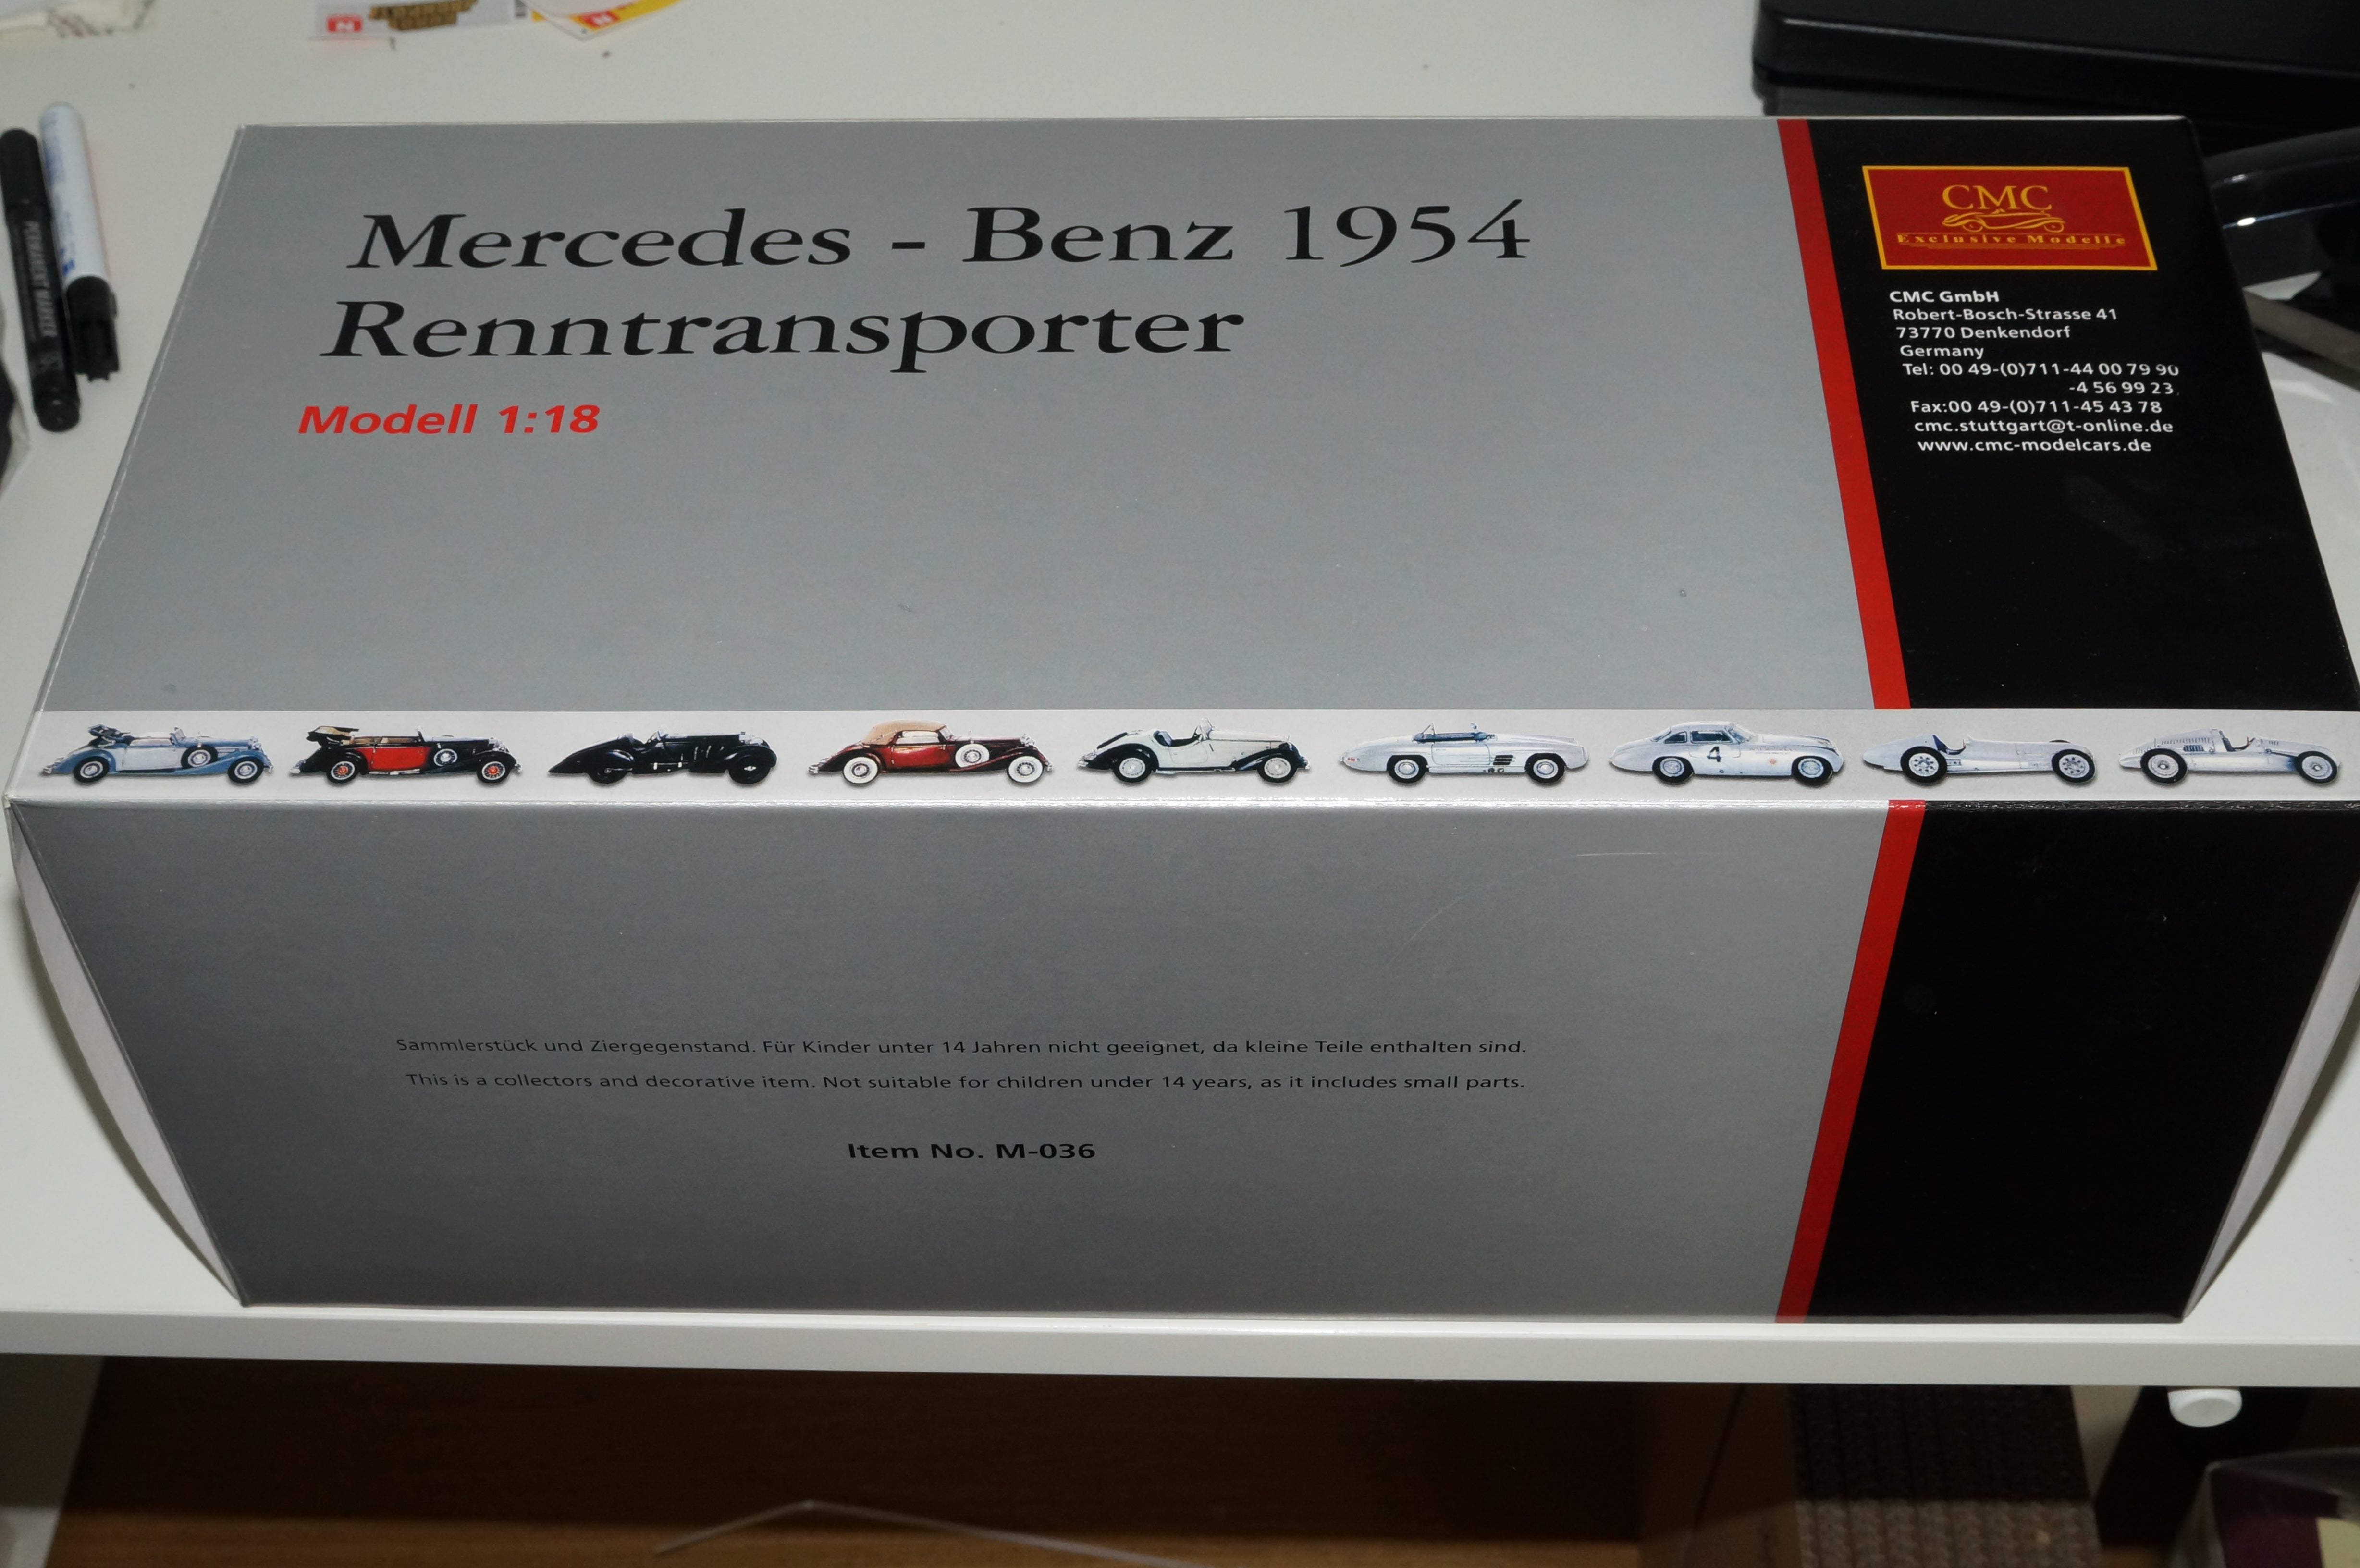 Mercedes - Benz 1954
Renntransporter
Modell 1:18
CMC
Exclusive Modelle
CMC GmbH
Robert-Bosch-Strasse 41
73770 Denkendorf
Germany
Tel: 00 49-(0)711-44 00 79 90
-4 56 99 23
Fax:00 49-(0)711-45 43 78
cmc.stuttgart@t-online.de
www.cmc-modelcars.de
4
Sammlerstück und Ziergegenstand. Für Kinder unter 14 Jahren nicht geeignet, da kleine Teile enthalten sind.
This is a collectors and decorative item. Not suitable for children under 14 years, as it includes small parts.
Item No. M-036
PERMANENT MARKER